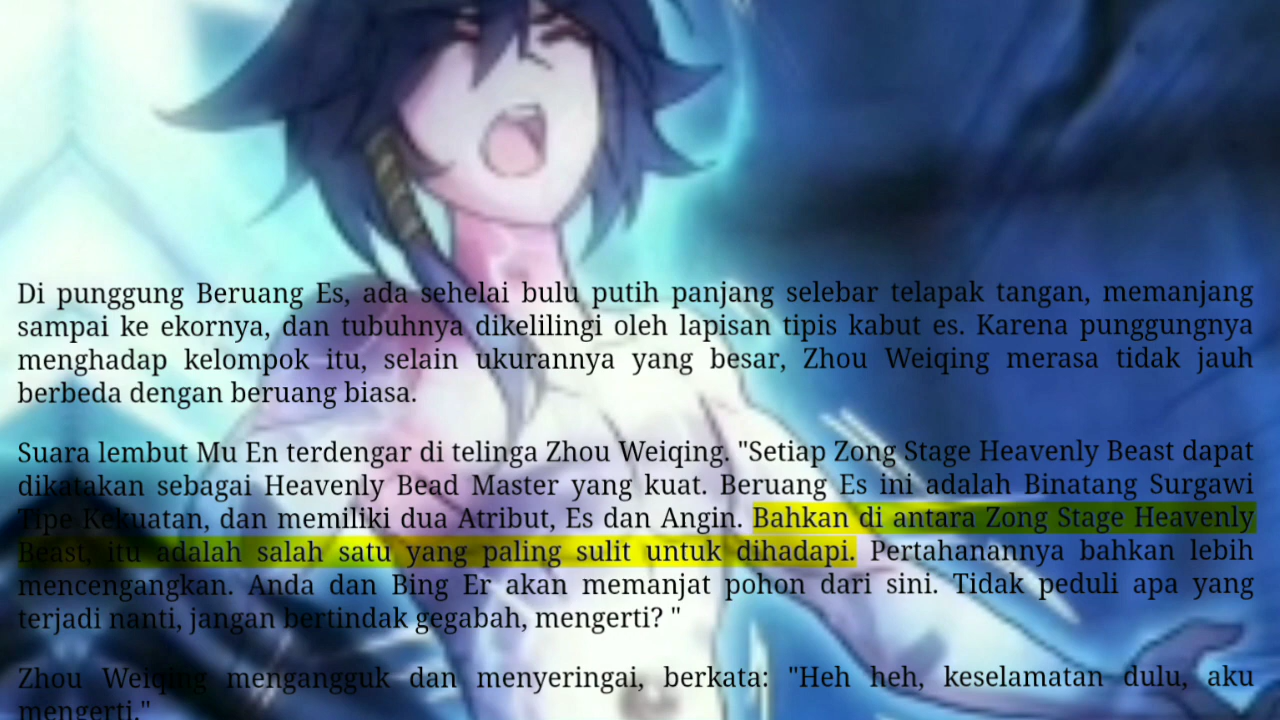 Di punggung Beruang Es, ada sehelai bulu putih panjang selebar telapak tangan, memanjang
sampai ke ekornya, dan tubuhnya dikelilingi oleh lapisan tipis kabut es. Karena punggungnya
menghadap kelompok itu, selain ukurannya yang besar, Zhou Weiqing merasa tidak jauh
berbeda dengan beruang biasa.
Suara lembut Mu En terdengar di telinga Zhou Weiqing. "Setiap Zong Stage Heavenly Beast dapat
dikatakan sebagai Heavenly Bead Master yang kuat. Beruang Es ini adalah Binatang Surgawi
Tipe Kekuatan, dan memiliki dua Atribut, Es dan Angin. Bahkan di antara Zong Stage Heavenly
Beast, itu adalah salah satu yang paling sulit untuk dihadapi. Pertahanannya bahkan lebih
mencengangkan. Anda dan Bing Er akan memanjat pohon dari sini. Tidak peduli apa yang
terjadi nanti, jangan bertindak gegabah, mengerti? "
Zhou Weiqing mengangguk dan menyeringai, berkata: "Heh heh, keselamatan dulu, aku
mengerti."